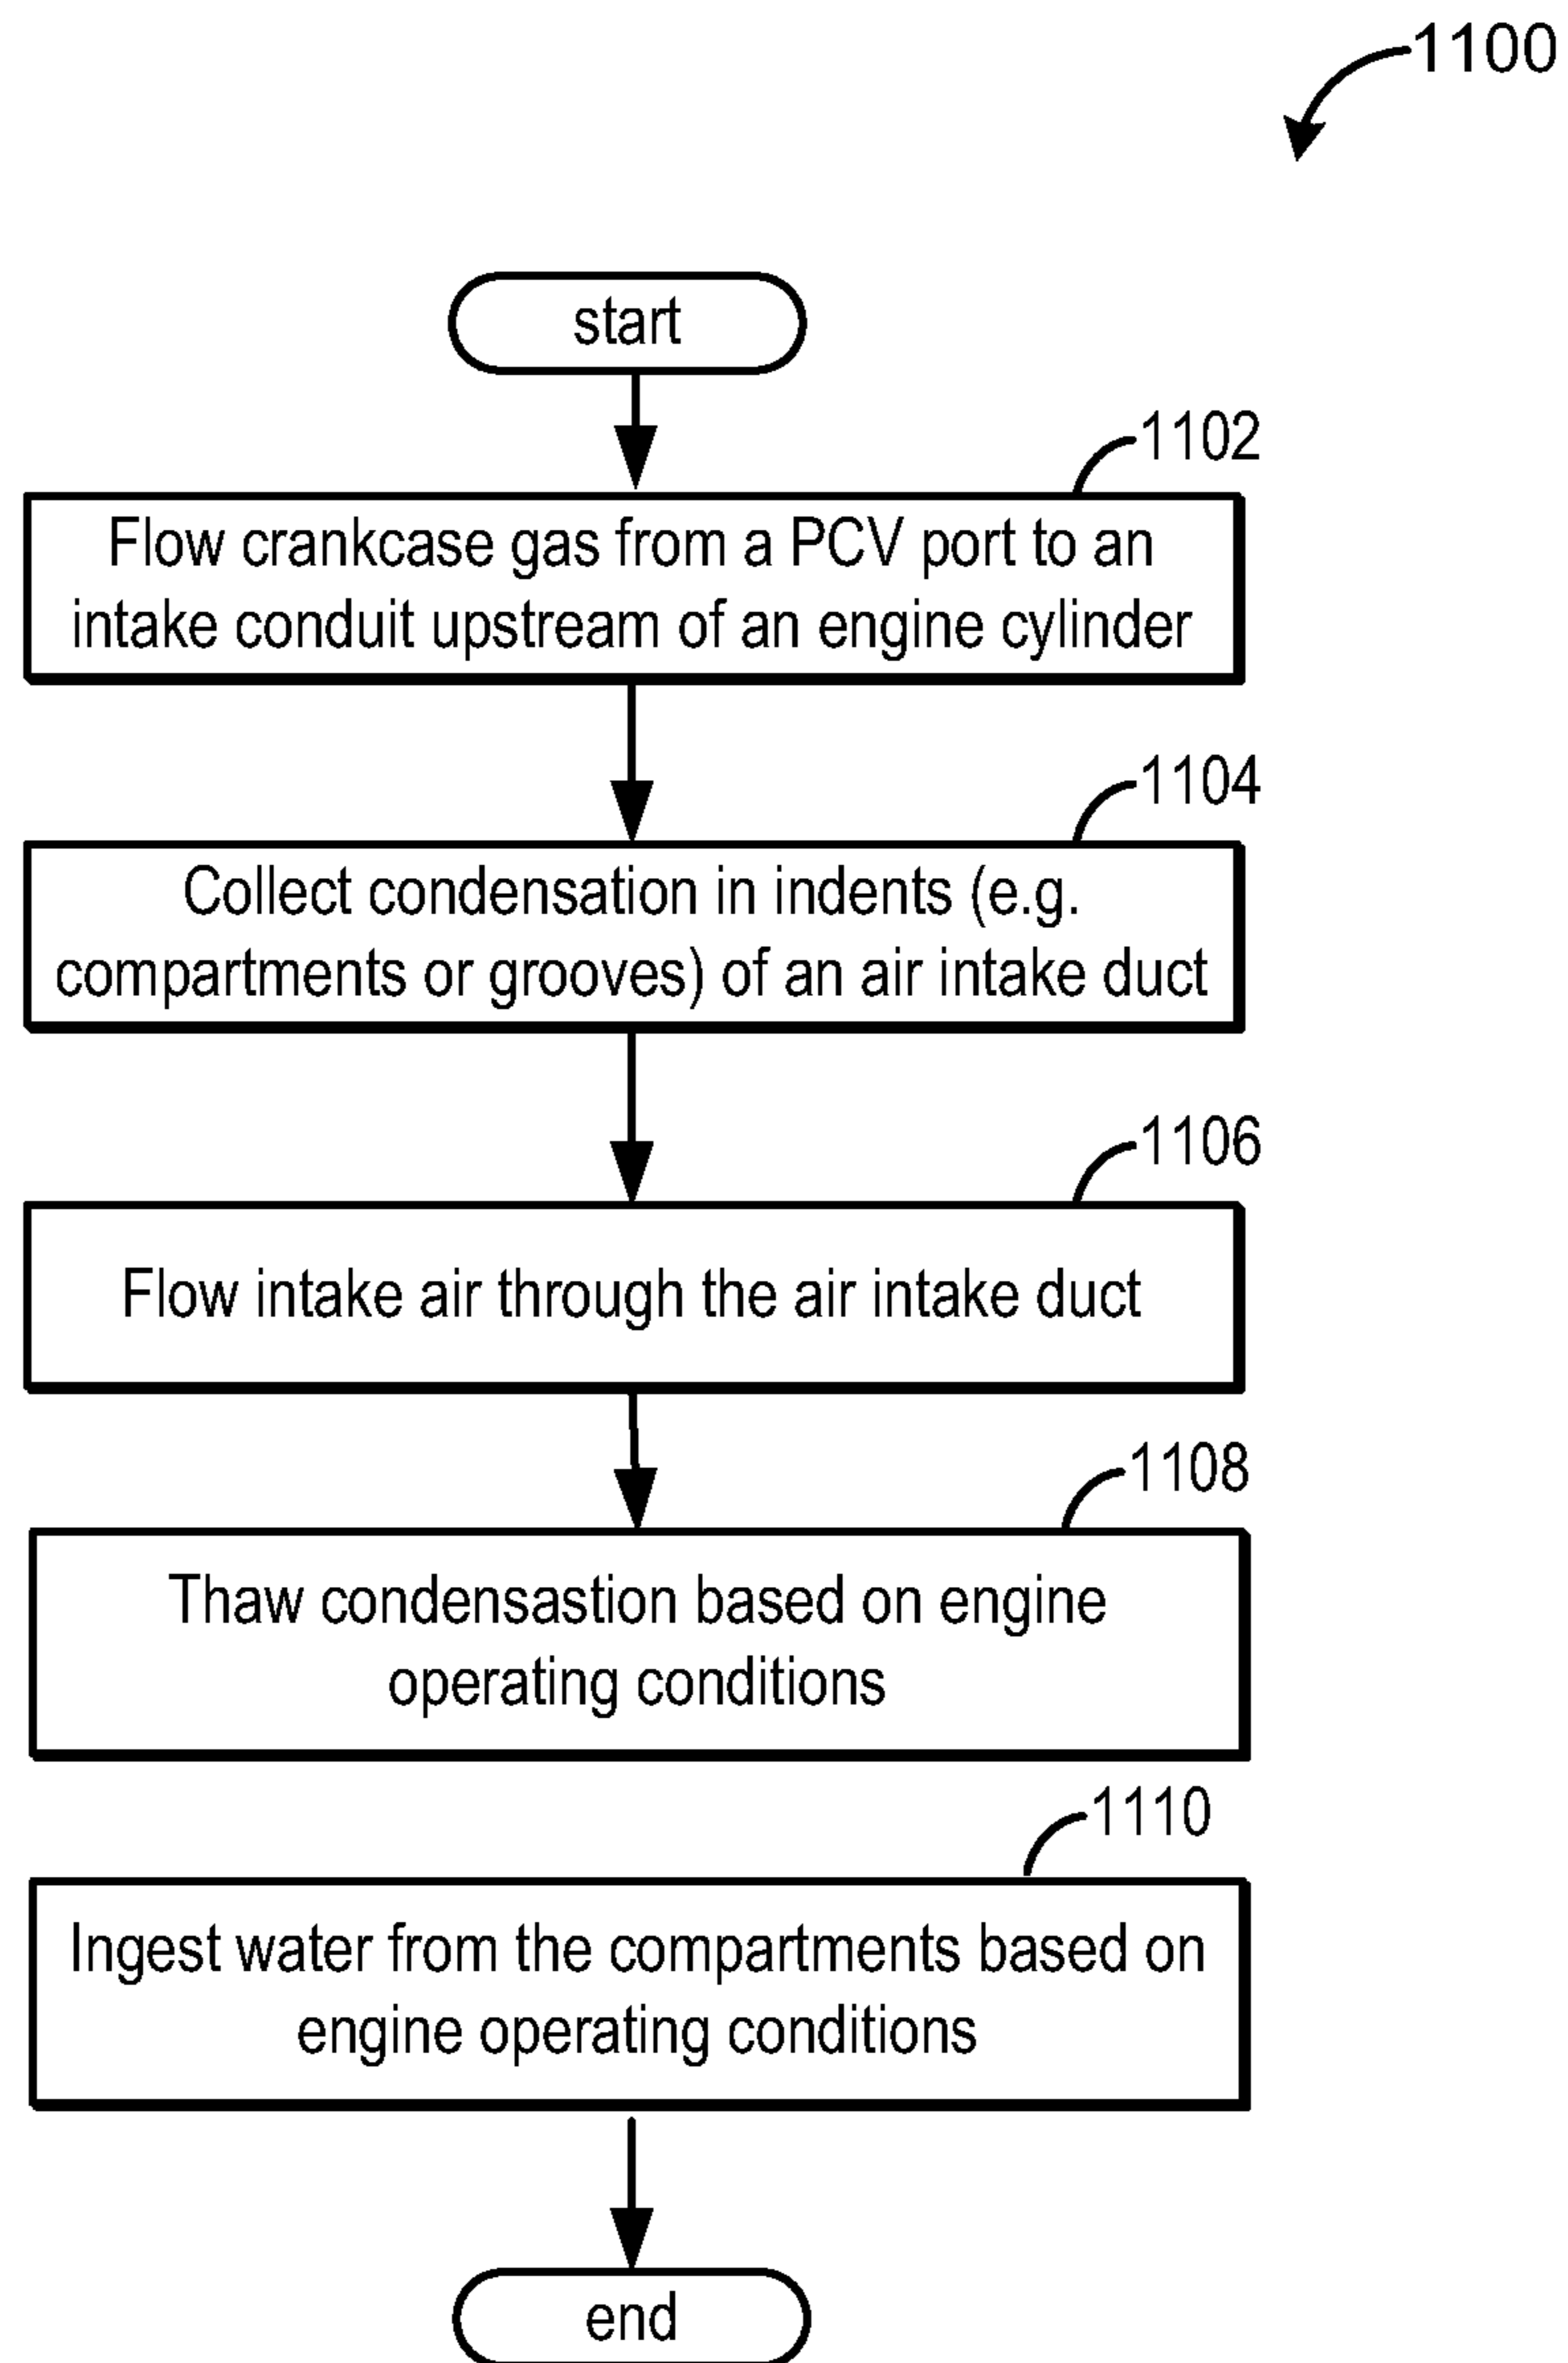 1100
start
1102
Flow crankcase gas from a PCV port to an
intake conduit upstream of an engine cylinder
1104
Collect condensation in indents (e.g.
compartments or grooves) of an air intake duct
1106
Flow intake air through the air intake duct
1108
Thaw condensastion based on engine
operating conditions
1110
Ingest water from the compartments based on
engine operating conditions
end